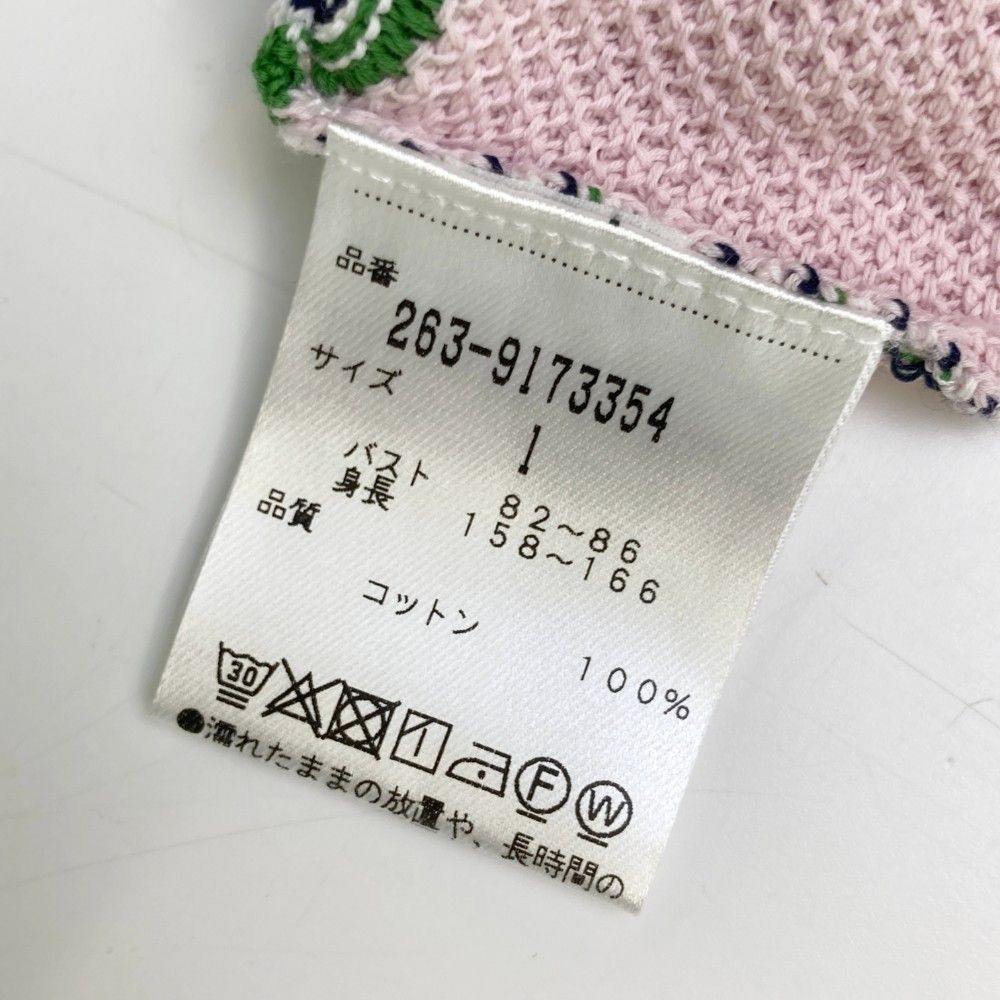 品番
263-9173354
サイズ
1
バスト 82～86
身長 158～166
品質
コットン
100%
30
F W
●濡れたままの放置や、長時間の